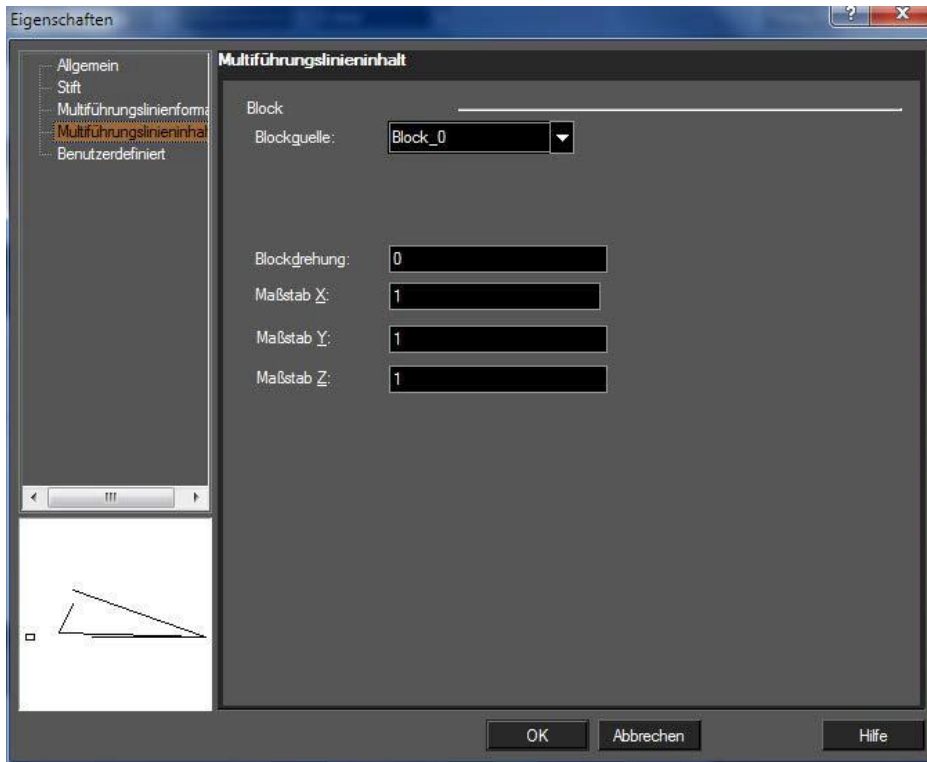 Eigenschaften
?
X
Allgemein
Stift
Multiführungslinienforma
Multiführungslinieninhal
Benutzerdefiniert
Multiführungslinieninhalt
Block
Blockquelle:
Block_0
Blockdrehung:
0
Maßstab X:
1
Maßstab Y:
1
Maßstab Z:
1
OK
Abbrechen
Hilfe